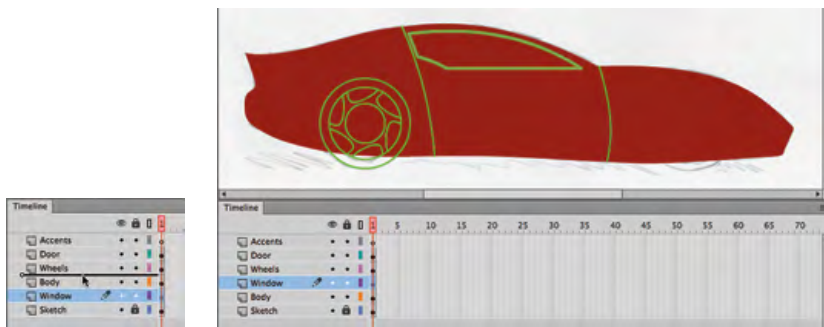 Timeline
1
Accents
Door
Wheels
Body
Window
Sketch
Timeline
1 5 10 15 20 25 30 35 40 45 50 55 60 65 70
Accents
Door
Wheels
Window
Body
Sketch